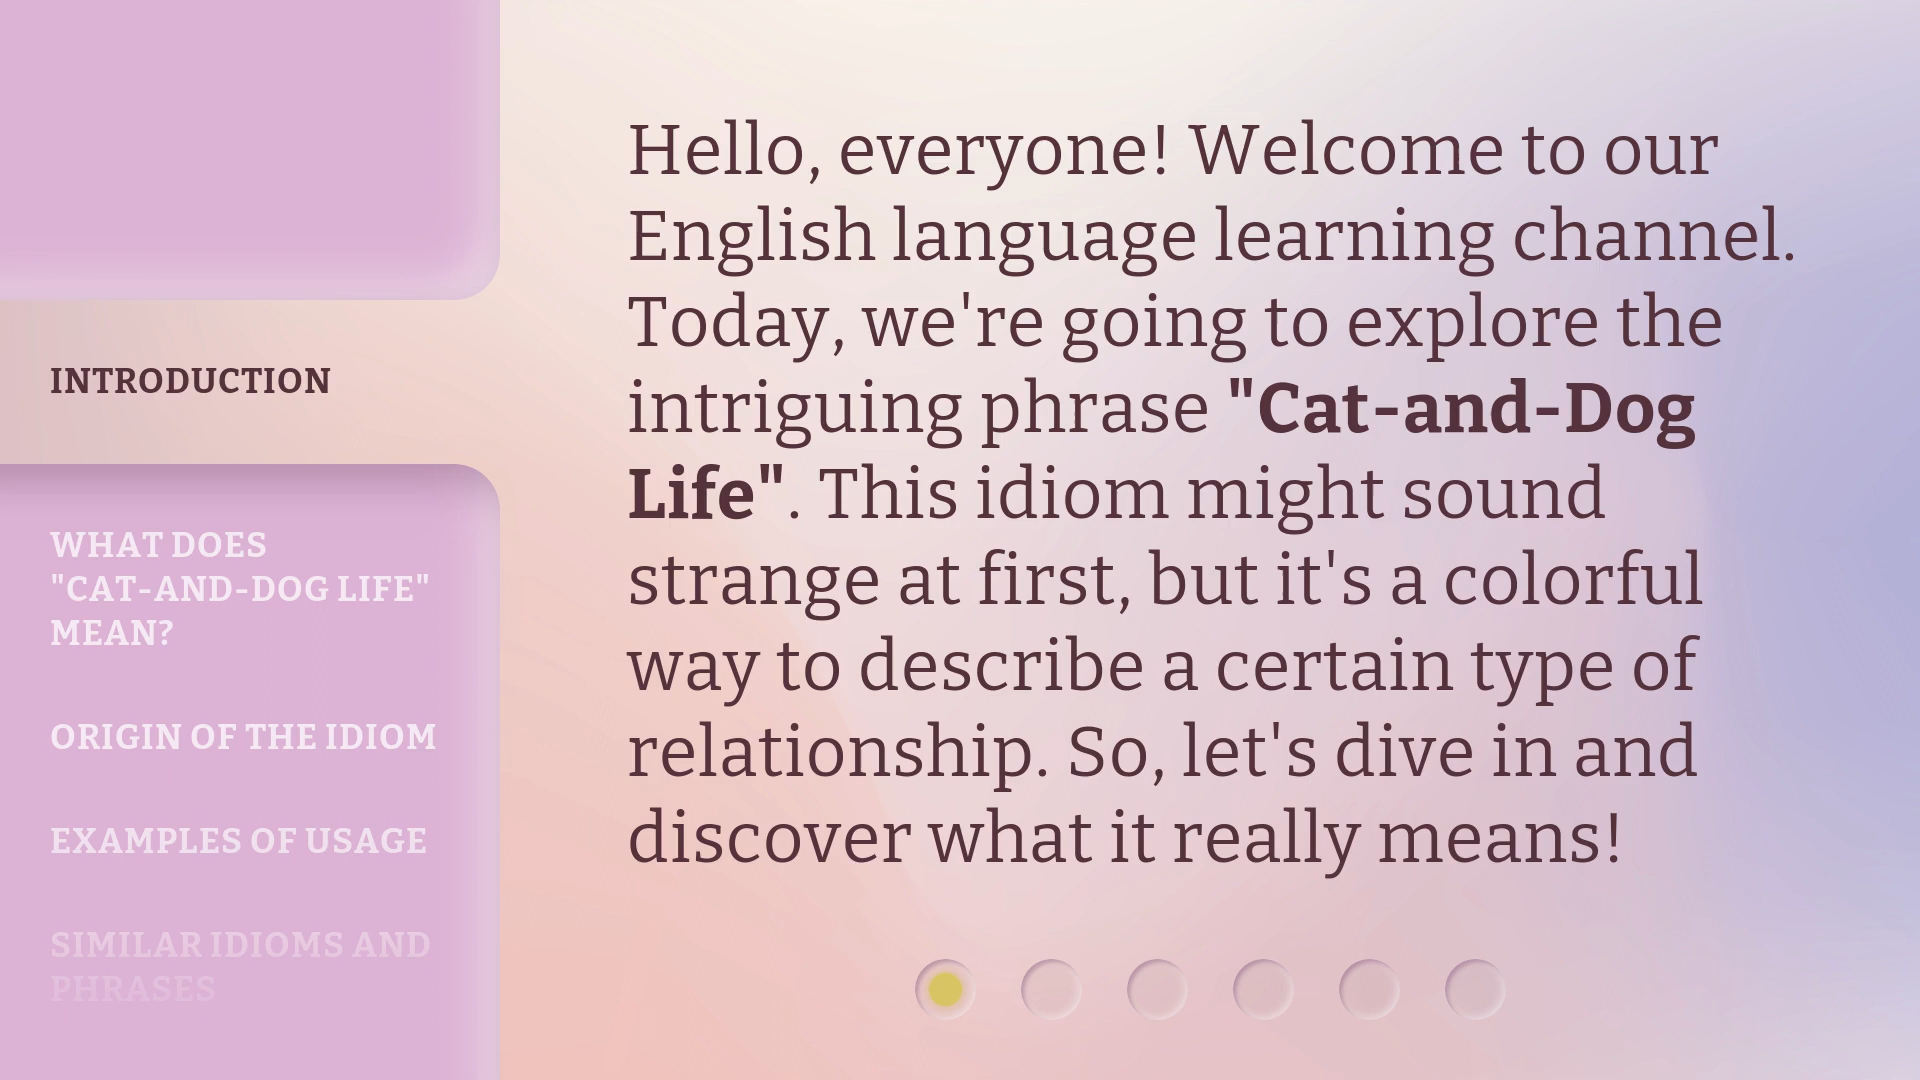 INTRODUCTION
WHAT DOES
"CAT-AND-DOG LIFE"
MEAN?
ORIGIN OF THE IDIOM
EXAMPLES OF USAGE
SIMILAR IDIOMS AND
PHRASES
Hello, everyone! Welcome to our
English language learning channel.
Today, we're going to explore the
intriguing phrase "Cat-and-Dog
Life". This idiom might sound
strange at first, but it's a colorful
way to describe a certain type of
relationship. So, let's dive in and
discover what it really means!